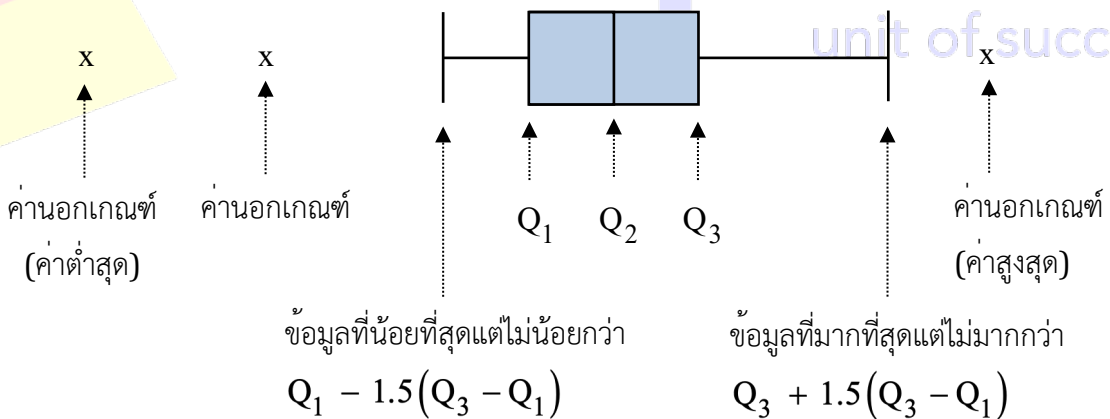 unit of succ
x x x
ค่านอกเกณฑ์ ค่านอกเกณฑ์ ค่านอกเกณฑ์
(ค่าต่ำสุด) (ค่าสูงสุด)
Q₁ Q₂ Q₃
ข้อมูลที่น้อยที่สุดแต่ไม่น้อยกว่า ข้อมูลที่มากที่สุดแต่ไม่มากกว่า
Q₁ − 1.5(Q₃ − Q₁) Q₃ + 1.5(Q₃ − Q₁)